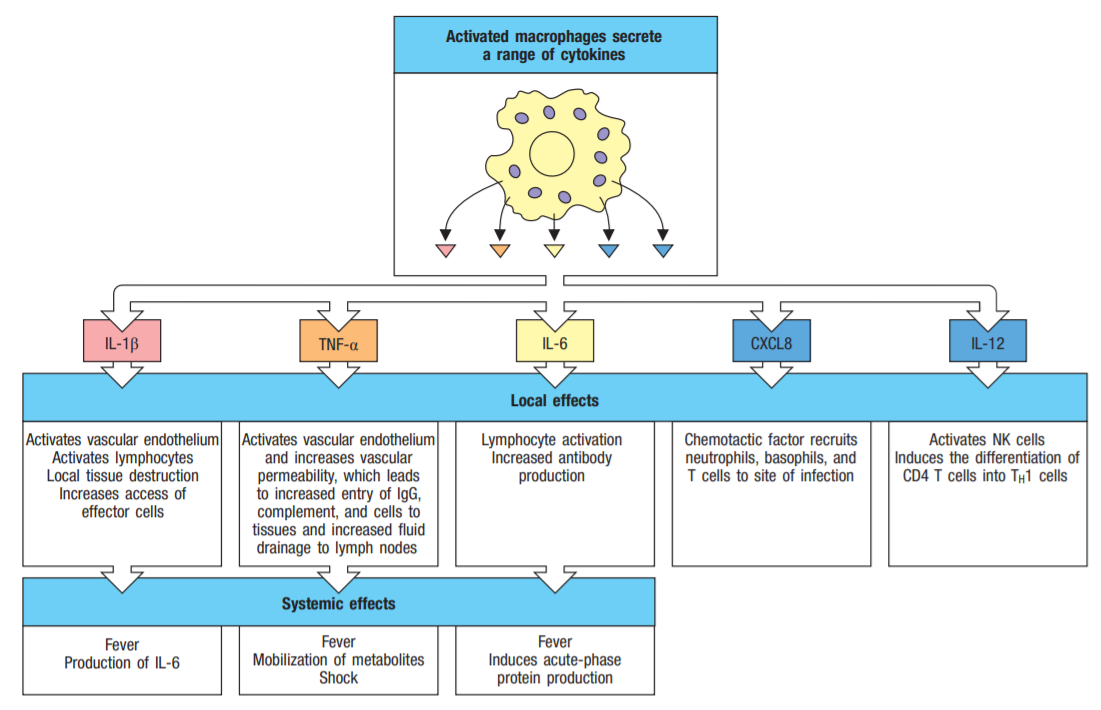 Activated macrophages secrete
a range of cytokines
IL-1β
TNF-α
IL-6
CXCL8
IL-12
Local effects
Activates vascular endothelium
Activates lymphocytes
Local tissue destruction
Increases access of
effector cells
Activates vascular endothelium
and increases vascular
permeability, which leads
to increased entry of IgG,
complement, and cells to
tissues and increased fluid
drainage to lymph nodes
Lymphocyte activation
Increased antibody
production
Chemotactic factor recruits
neutrophils, basophils, and
T cells to site of infection
Activates NK cells
Induces the differentiation of
CD4 T cells into TH1 cells
Systemic effects
Fever
Production of IL-6
Fever
Mobilization of metabolites
Shock
Fever
Induces acute-phase
protein production